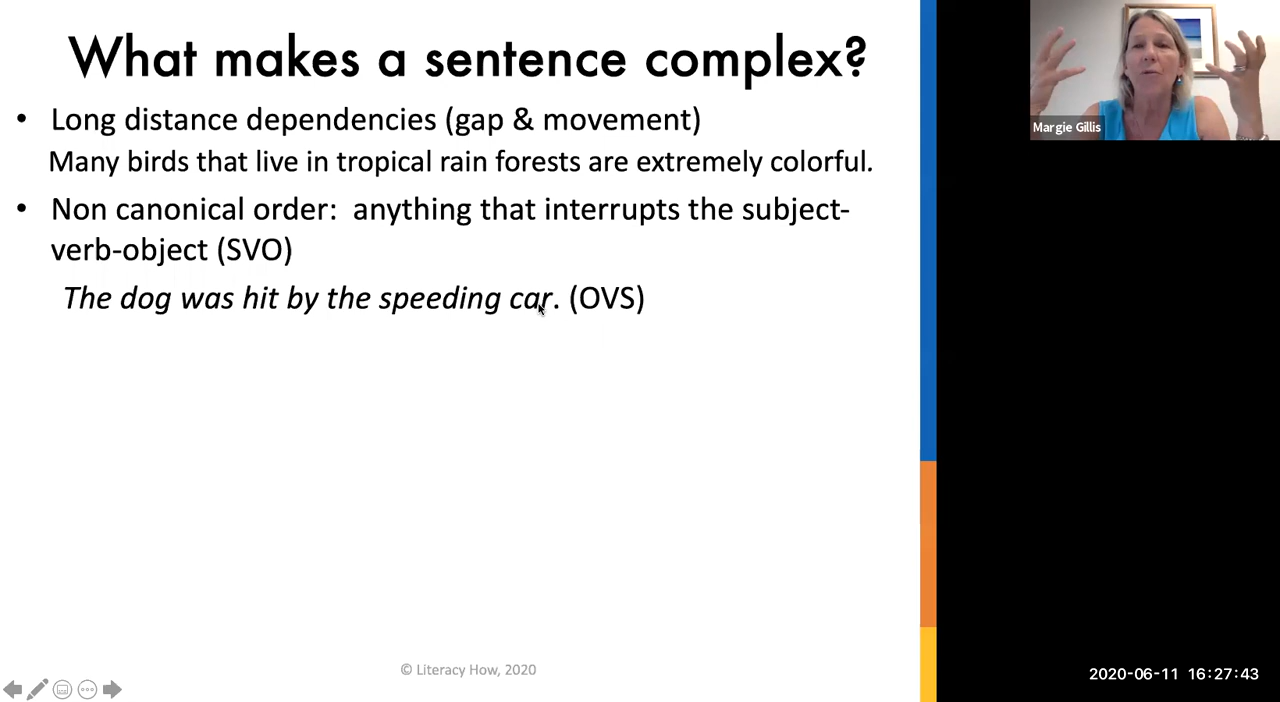 What makes a sentence complex?
• Long distance dependencies (gap & movement)
Many birds that live in tropical rain forests are extremely colorful.
• Non canonical order:  anything that interrupts the subject-
verb-object (SVO)
The dog was hit by the speeding car. (OVS)
© Literacy How, 2020
Margie Gillis
2020-06-11 16:27:43